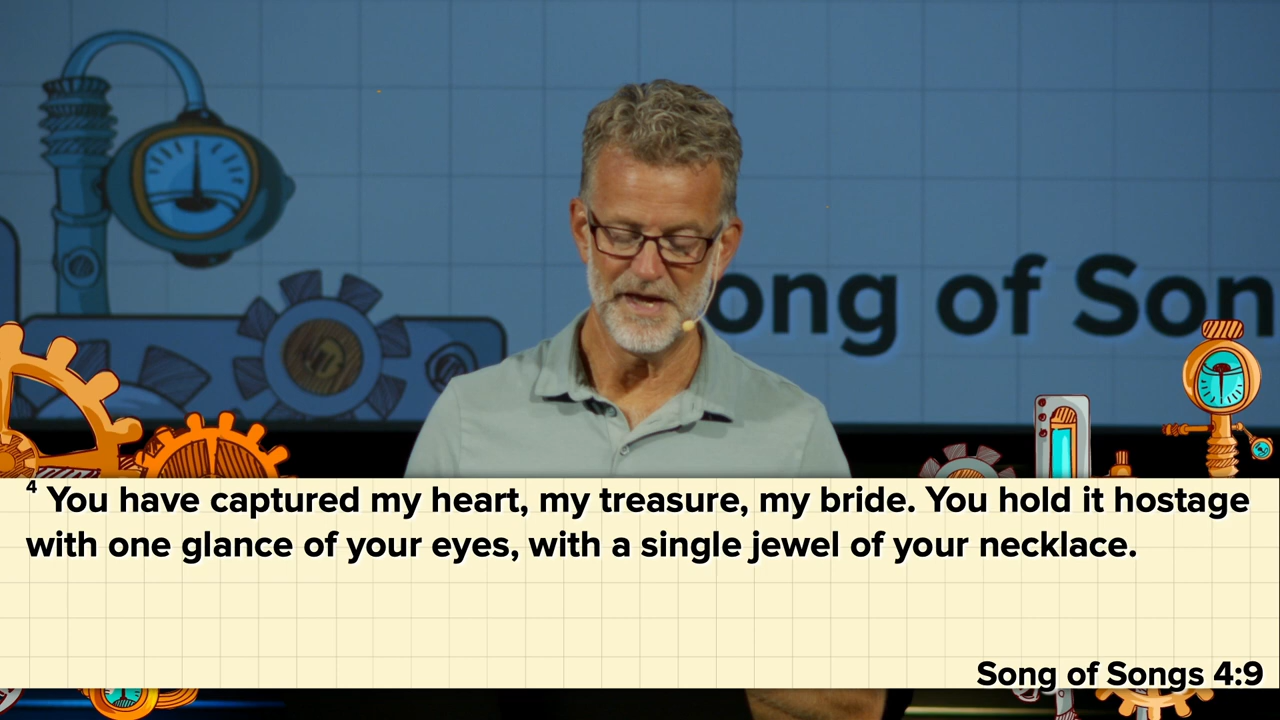 ong of Son
4 You have captured my heart, my treasure, my bride. You hold it hostage
with one glance of your eyes, with a single jewel of your necklace.
Song of Songs 4:9